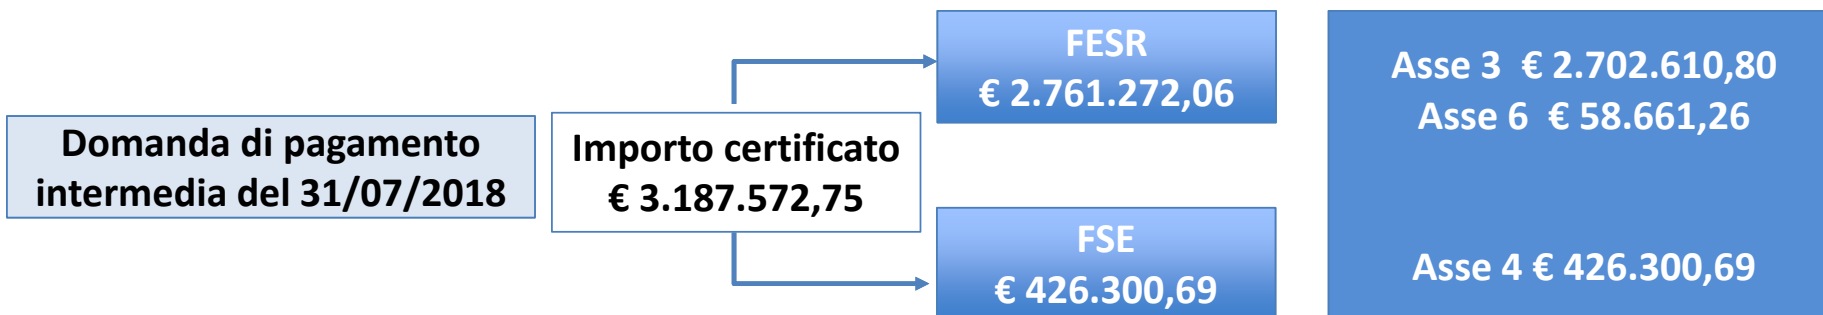 Domanda di pagamento
intermedia del 31/07/2018
Importo certificato
€ 3.187.572,75
FESR
€ 2.761.272,06
FSE
€ 426.300,69
Asse 3 € 2.702.610,80
Asse 6 € 58.661,26
Asse 4 € 426.300,69